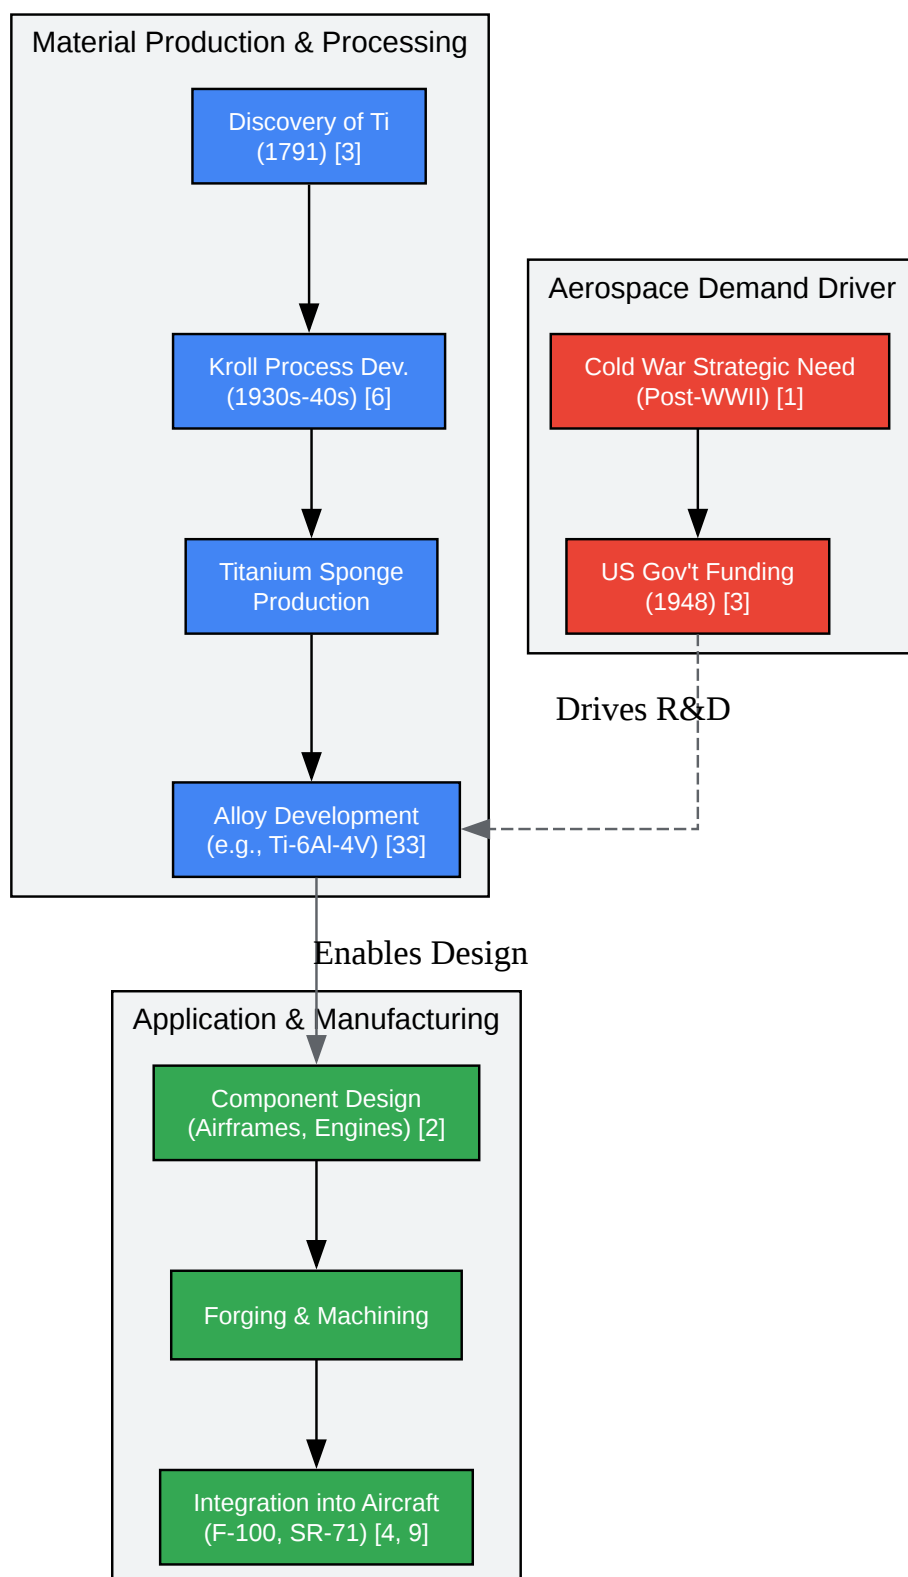 Material Production & Processing
Discovery of Ti
(1791) [3]
Kroll Process Dev.
(1930s-40s) [6]
Titanium Sponge
Production
Alloy Development
(e.g., Ti-6Al-4V) [33]
Aerospace Demand Driver
Cold War Strategic Need
(Post-WWII) [1]
US Gov't Funding
(1948) [3]
Drives R&D
Enables Design
Application & Manufacturing
Component Design
(Airframes, Engines) [2]
Forging & Machining
Integration into Aircraft
(F-100, SR-71) [4, 9]